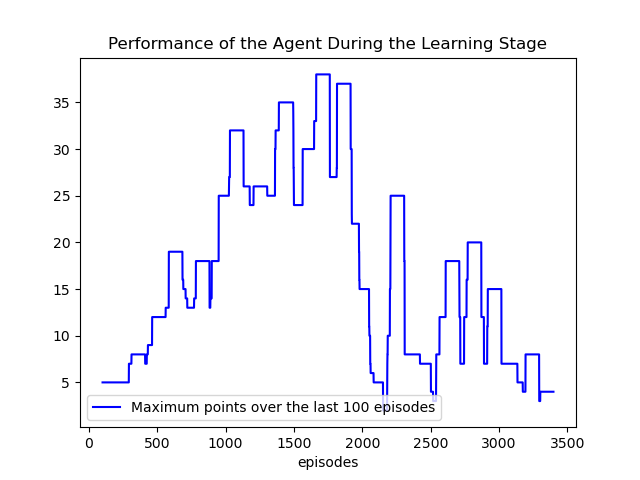 Performance of the Agent During the Learning Stage
35
30
25
20
15
10
5
Maximum points over the last 100 episodes
0 500 1000 1500 2000 2500 3000 3500
episodes